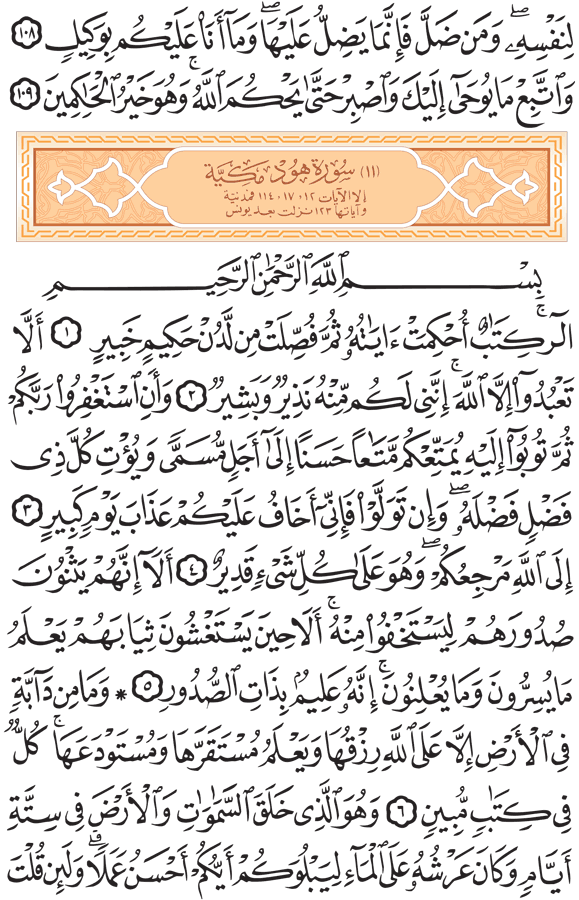 لِنَفْسِهِۦۖ وَمَن ضَلَّ فَإِنَّمَا يَضِلُّ عَلَيْهَاۖ وَمَآ أَنَا۠ عَلَيْكُم بِوَكِيلٍ ١٠٨
وَٱتَّبِعْ مَا يُوحَىٰٓ إِلَيْكَ وَٱصْبِرْ حَتَّىٰ يَحْكُمَ ٱللَّهُۚ وَهُوَ خَيْرُ ٱلْحَٰكِمِينَ ١٠٩
(١١) سُورَة هُود مَكيَّة
إلا الآيات ١٢، ١٧، ١١٤ فمدنية
وآياتها ١٢٣ نزلت بعد يونس
بِسْمِ ٱللَّهِ ٱلرَّحْمَٰنِ ٱلرَّحِيمِ
الٓرۚ كِتَٰبٌ أُحْكِمَتْ ءَايَٰتُهُۥ ثُمَّ فُصِّلَتْ مِن لَّدُنْ حَكِيمٍ خَبِيرٍ ١ أَلَّا
تَعْبُدُوٓا۟ إِلَّا ٱللَّهَۚ إِنَّنِى لَكُم مِّنْهُ نَذِيرٌ وَبَشِيرٌ ٢ وَأَنِ ٱسْتَغْفِرُوا۟ رَبَّكُمْ
ثُمَّ تُوبُوٓا۟ إِلَيْهِ يُمَتِّعْكُم مَّتَٰعًا حَسَنًا إِلَىٰٓ أَجَلٍ مُّسَمًّى وَيُؤْتِ كُلَّ ذِى
فَضْلٍ فَضْلَهُۥۖ وَإِن تَوَلَّوْا۟ فَإِنِّىٓ أَخَافُ عَلَيْكُمْ عَذَابَ يَوْمٍ كَبِيرٍ ٣
إِلَى ٱللَّهِ مَرْجِعُكُمْۖ وَهُوَ عَلَىٰ كُلِّ شَىْءٍ قَدِيرٌ ٤ أَلَآ إِنَّهُمْ يَثْنُونَ
صُدُورَهُمْ لِيَسْتَخْفُوا۟ مِنْهُۚ أَلَا حِينَ يَسْتَغْشُونَ ثِيَابَهُمْ يَعْلَمُ
مَا يُسِرُّونَ وَمَا يُعْلِنُونَۚ إِنَّهُۥ عَلِيمٌۢ بِذَاتِ ٱلصُّدُورِ ٥ * وَمَا مِن دَآبَّةٍ
فِى ٱلْأَرْضِ إِلَّا عَلَى ٱللَّهِ رِزْقُهَا وَيَعْلَمُ مُسْتَقَرَّهَا وَمُسْتَوْدَعَهَاۚ كُلٌّ
فِى كِتَٰبٍ مُّبِينٍ ٦ وَهُوَ ٱلَّذِى خَلَقَ ٱلسَّمَٰوَٰتِ وَٱلْأَرْضَ فِى سِتَّةِ
أَيَّامٍ وَكَانَ عَرْشُهُۥ عَلَى ٱلْمَآءِ لِيَبْلُوَكُمْ أَيُّكُمْ أَحْسَنُ عَمَلًاۗ وَلَئِن قُلْتَ